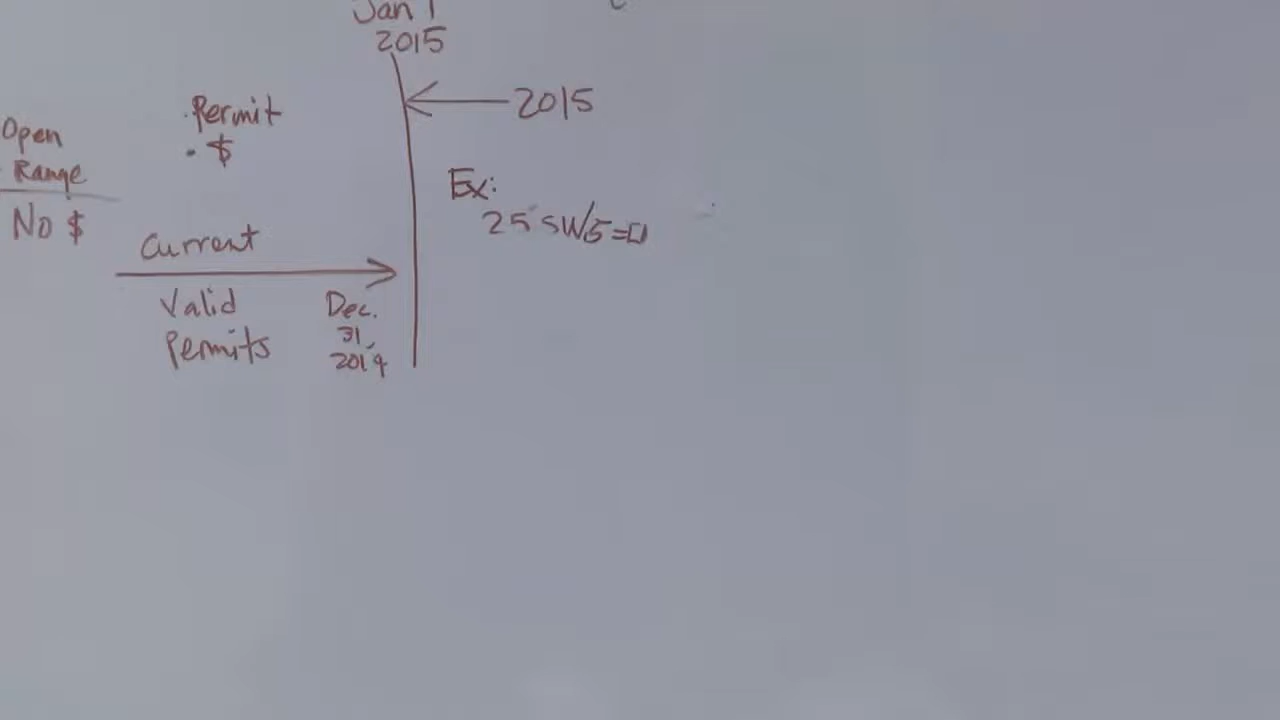 Jan 1
2015
2015
Permit
$
Open
Range
No $
Ex:
Current
Valid
Permits
Dec.
31,
2014